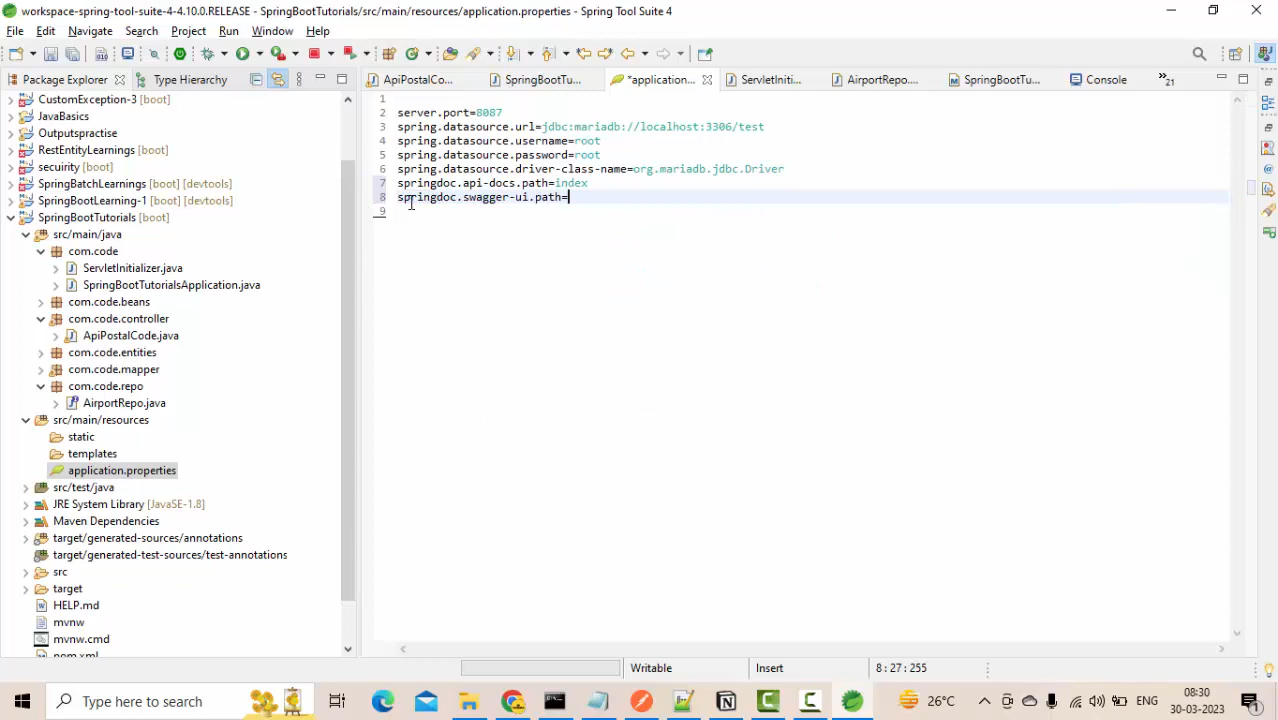 workspace-spring-tool-suite-4-4.10.0.RELEASE - SpringBootTutorials/src/main/resources/application.properties - Spring Tool Suite 4
File Edit Navigate Search Project Run Window Help
Package Explorer Type Hierarchy
ApiPostalCo... SpringBootTu... *application.... ServletIniti... AirportRepo.... SpringBootTu... Console 21
CustomException-3 [boot]
JavaBasics
Outputspractise
RestEntityLearnings [boot]
seciurity [boot]
SpringBatchLearnings [devtools]
SpringBootLearning-1 [devtools]
SpringBootTutorials [boot]
src/main/java
com.code
ServletInitializer.java
SpringBootTutorialsApplication.java
com.code.beans
com.code.controller
ApiPostalCode.java
com.code.entities
com.code.mapper
com.code.repo
AirportRepo.java
src/main/resources
static
templates
application.properties
src/test/java
JRE System Library [JavaSE-1.8]
Maven Dependencies
target/generated-sources/annotations
target/generated-test-sources/test-annotations
src
target
HELP.md
mvnw
mvnw.cmd
pom.xml
1
2 server.port=8087
3 spring.datasource.url=jdbc:mariadb://localhost:3306/test
4 spring.datasource.username=root
5 spring.datasource.password=root
6 spring.datasource.driver-class-name=org.mariadb.jdbc.Driver
7 springdoc.api-docs.path=index
8 springdoc.swagger-ui.path=
9
Writable Insert 8 : 27 : 255
Type here to search
26°C ENG 08:30
30-03-2023